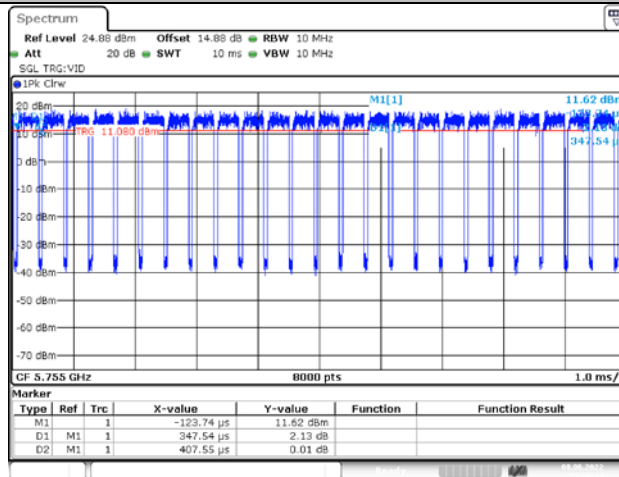 Spectrum
Ref Level 24.88 dBm Offset 14.88 dB RBW 10 MHz
Att 20 dB SWT 10 ms VBW 10 MHz
SGL TRG:VID
1Pk Clrw
M1[1] 11.62 dBm
20 dBm
10 dBm
TRG 11.080 dBm
347.54 µs
0 dBm
-10 dBm
-20 dBm
-30 dBm
-40 dBm
-50 dBm
-60 dBm
-70 dBm
CF 5.755 GHz 8000 pts 1.0 ms/
Marker
Type Ref Trc X-value Y-value Function Function Result
M1 1 -123.74 µs 11.62 dBm
D1 M1 1 347.54 µs 2.13 dB
D2 M1 1 407.55 µs 0.01 dB
Ready